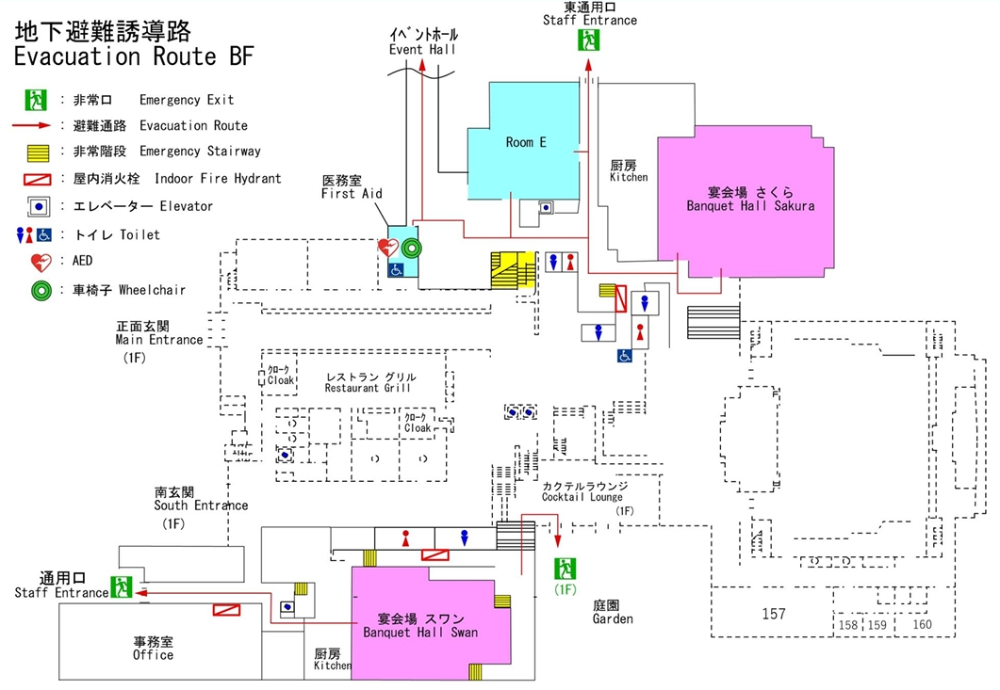 地下避難誘導路
Evacuation Route BF
：非常口 Emergency Exit
：避難通路 Evacuation Route
：非常階段 Emergency Stairway
：屋内消火栓 Indoor Fire Hydrant
：エレベーター Elevator
：トイレ Toilet
：AED
：車椅子 Wheelchair
イベントホール
Event Hall
東通用口
Staff Entrance
Room E
厨房
Kitchen
宴会場 さくら
Banquet Hall Sakura
医務室
First Aid
正面玄関
Main Entrance
(1F)
クローク
Cloak
レストラン グリル
Restaurant Grill
クローク
Cloak
南玄関
South Entrance
(1F)
カクテルラウンジ
Cocktail Lounge
(1F)
通用口
Staff Entrance
(1F)
庭園
Garden
事務室
Office
厨房
Kitchen
宴会場 スワン
Banquet Hall Swan
157
158
159
160